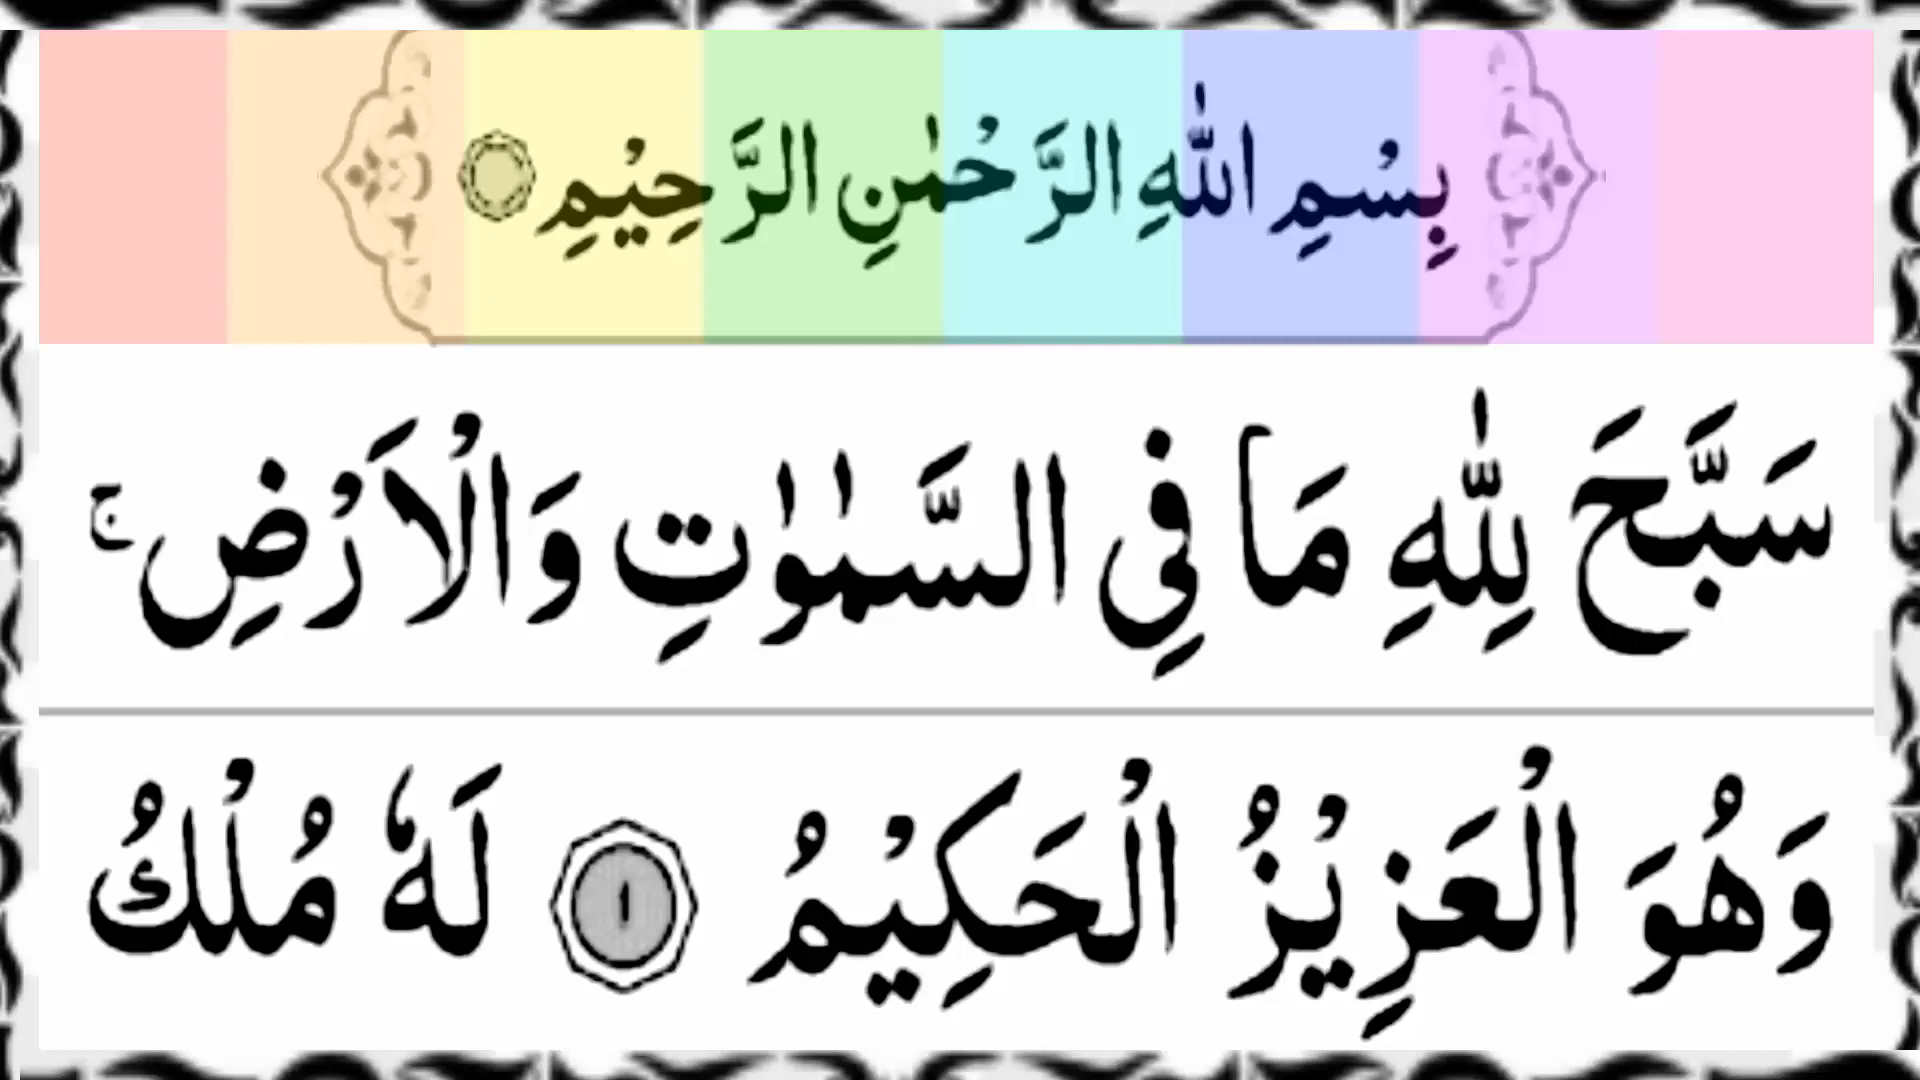 بِسْمِ اللّٰهِ الرَّحْمٰنِ الرَّحِيْمِ
سَبَّحَ لِلّٰهِ مَا فِى السَّمٰوٰتِ وَالْاَرْضِ ۚ
وَهُوَ الْعَزِيْزُ الْحَكِيْمُ ۝۱ لَهٗ مُلْكُ